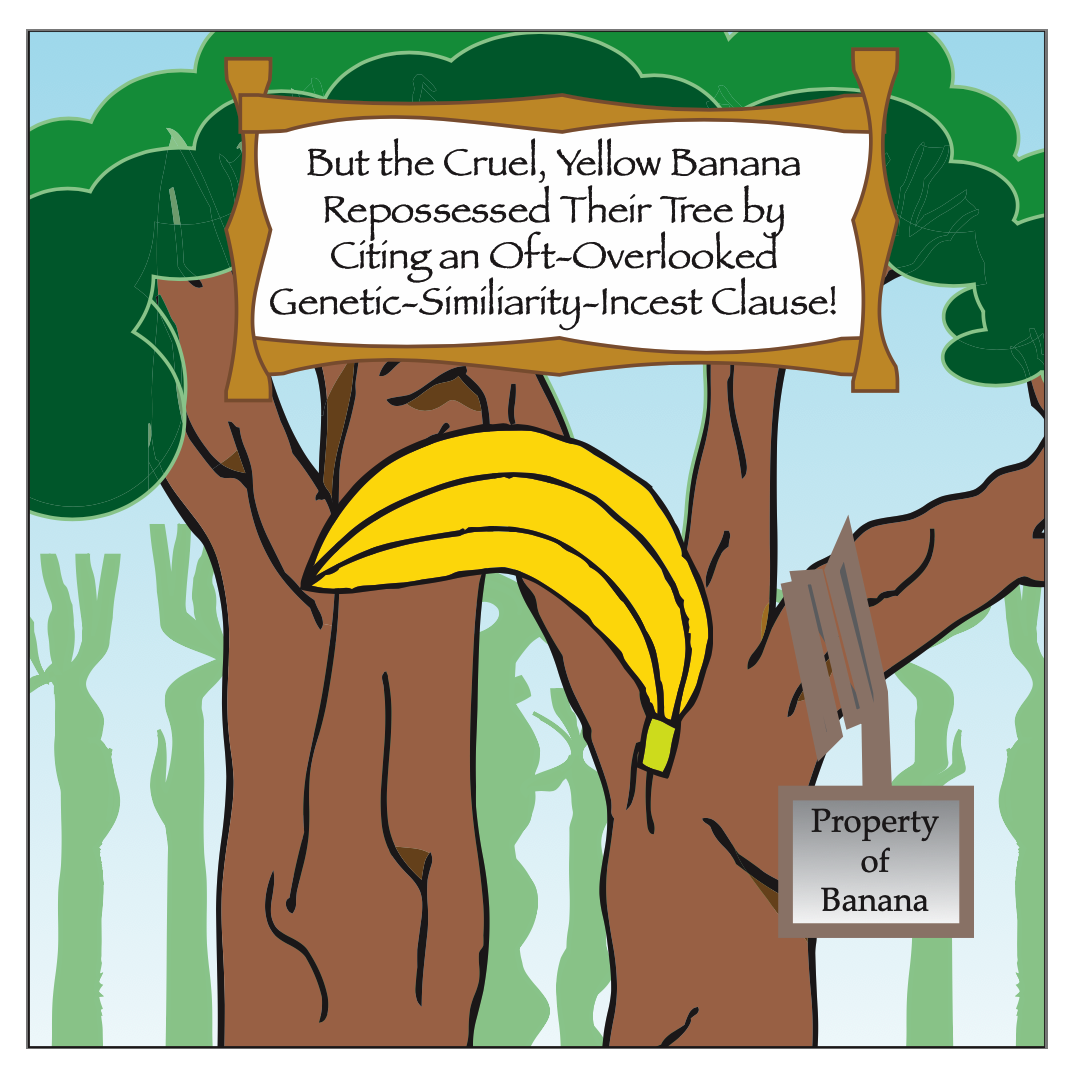 But the Cruel, Yellow Banana
Repossessed Their Tree by
Citing an Oft-Overlooked
Genetic-Similiarity-Incest Clause!
Property
of
Banana